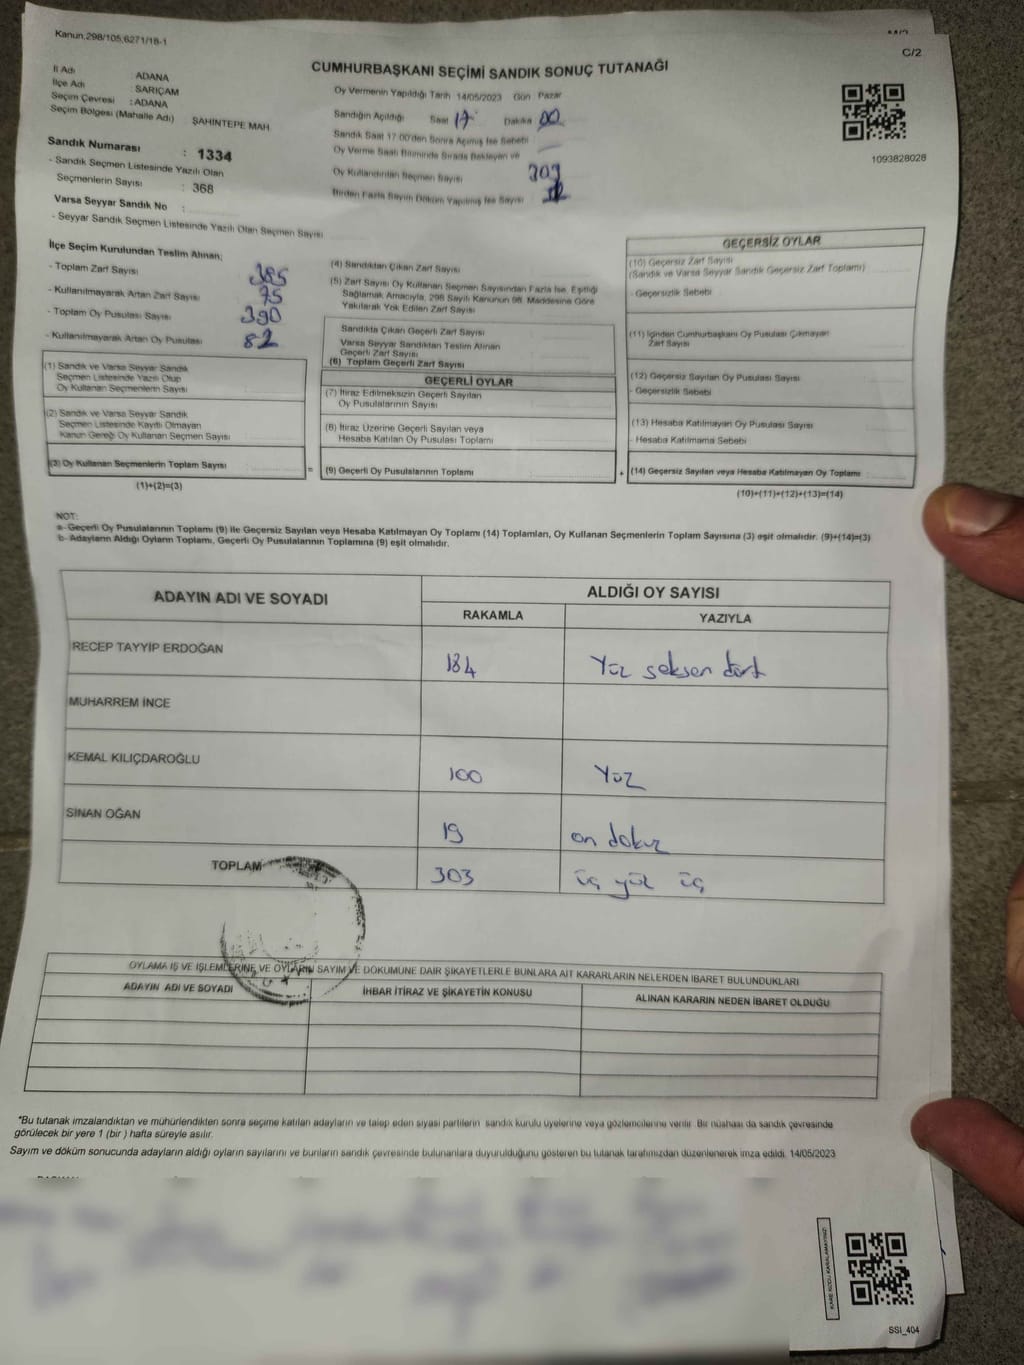 Kanun,298/105,6271/18-1
C/2
CUMHURBAŞKANI SEÇİMİ SANDIK SONUÇ TUTANAĞI
İl Adı ADANA
İlçe Adı : SARIÇAM
Seçim Çevresi : ADANA
Seçim Bölgesi (Mahalle Adı) : ŞAHİNTEPE MAH
Sandık Numarası : 1334
- Sandık Seçmen Listesinde Yazılı Olan
Seçmenlerin Sayısı : 368
Varsa Seyyar Sandık No :
- Seyyar Sandık Seçmen Listesinde Yazılı Olan Seçmen Sayısı
Oy Vermenin Yapıldığı Tarih 14/05/2023 Gün Pazar
Sandığın Açıldığı Saat 17 Dakika 00
Sandık Saat 17.00'den Sonra Açılmış İse Sebebi
Oy Verme Saati Bitiminde Sırada Bekleyen ve
Oy Kullandırılan Seçmen Sayısı
Birden Fazla Sayım Döküm Yapılmış İse Sayısı
1093828028
İlçe Seçim Kurulundan Teslim Alınan;
- Toplam Zarf Sayısı 385
- Kullanılmayarak Artan Zarf Sayısı 75
- Toplam Oy Pusulası Sayısı 390
- Kullanılmayarak Artan Oy Pusulası 82
(1) Sandık ve Varsa Seyyar Sandık
Seçmen Listesinde Yazılı Olup
Oy Kullanan Seçmenlerin Sayısı
(2) Sandık ve Varsa Seyyar Sandık
Seçmen Listesinde Kayıtlı Olmayan
Kanun Gereği Oy Kullanan Seçmen Sayısı
(3) Oy Kullanan Seçmenlerin Toplam Sayısı
(1)+(2)=(3)
=
(4) Sandıktan Çıkan Zarf Sayısı
(5) Zarf Sayısı Oy Kullanan Seçmen Sayısından Fazla İse, Eşitliği
Sağlamak Amacıyla, 298 Sayılı Kanunun 98. Maddesine Göre
Yakılarak Yok Edilen Zarf Sayısı
Sandıkta Çıkan Geçerli Zarf Sayısı
Varsa Seyyar Sandıktan Teslim Alınan
Geçerli Zarf Sayısı
(6) Toplam Geçerli Zarf Sayısı
GEÇERLİ OYLAR
(7) İtiraz Edilmeksizin Geçerli Sayılan
Oy Pusulalarının Sayısı
(8) İtiraz Üzerine Geçerli Sayılan veya
Hesaba Katılan Oy Pusulası Toplamı
(9) Geçerli Oy Pusulalarının Toplamı
+
GEÇERSİZ OYLAR
(10) Geçersiz Zarf Sayısı
(Sandık ve Varsa Seyyar Sandık Geçersiz Zarf Toplamı)
- Geçersizlik Sebebi
(11) İçinden Cumhurbaşkanı Oy Pusulası Çıkmayan
Zarf Sayısı
(12) Geçersiz Sayılan Oy Pusulası Sayısı
- Geçersizlik Sebebi
(13) Hesaba Katılmayan Oy Pusulası Sayısı
- Hesaba Katılmama Sebebi
(14) Geçersiz Sayılan veya Hesaba Katılmayan Oy Toplamı
(10)+(11)+(12)+(13)=(14)
NOT:
a- Geçerli Oy Pusulalarının Toplamı (9) ile Geçersiz Sayılan veya Hesaba Katılmayan Oy Toplamı (14) Toplamları, Oy Kullanan Seçmenlerin Toplam Sayısına (3) eşit olmalıdır. (9)+(14)=(3)
b- Adayların Aldığı Oyların Toplamı, Geçerli Oy Pusulalarının Toplamına (9) eşit olmalıdır.
ADAYIN ADI VE SOYADI ALDIĞI OY SAYISI
RAKAMLA YAZIYLA
RECEP TAYYİP ERDOĞAN 184 Yüz seksen dört
MUHARREM İNCE
KEMAL KILIÇDAROĞLU 100 Yüz
SİNAN OĞAN 19 on dokuz
TOPLAM 303 üç yüz üç
OYLAMA İŞ VE İŞLEMLERİNE VE OYLARIN SAYIM VE DÖKÜMÜNE DAİR ŞİKAYETLERLE BUNLARA AİT KARARLARIN NELERDEN İBARET BULUNDUKLARI
ADAYIN ADI VE SOYADI İHBAR İTİRAZ VE ŞİKAYETİN KONUSU ALINAN KARARIN NEDEN İBARET OLDUĞU
*Bu tutanak imzalandıktan ve mühürlendikten sonra seçime katılan adayların ve talep eden siyasi partilerin sandık kurulu üyelerine veya gözlemcilerine verilir. Bir nüshası da sandık çevresinde
görülecek bir yere 1 (bir ) hafta süreyle asılır.
Sayım ve döküm sonucunda adayların aldığı oyların sayılarını ve bunların sandık çevresinde bulunanlara duyurulduğunu gösteren bu tutanak tarafımızdan düzenlenerek imza edildi. 14/05/2023
KARE KODU KARALAMAYINIZ!
SSI_404